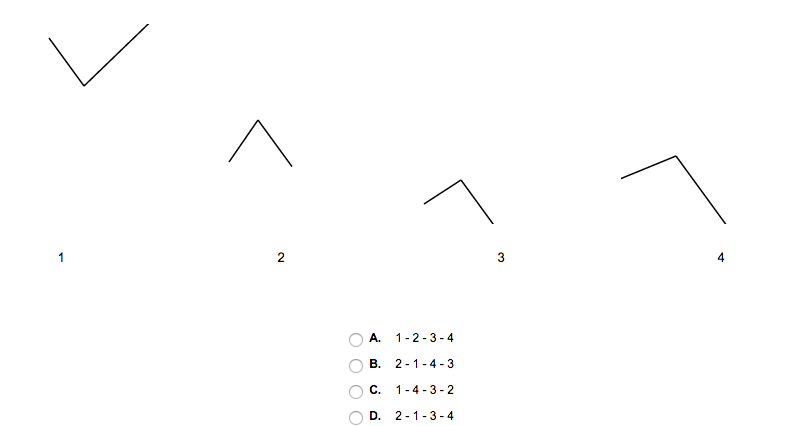 1 2 3 4
A. 1 - 2 - 3 - 4
B. 2 - 1 - 4 - 3
C. 1 - 4 - 3 - 2
D. 2 - 1 - 3 - 4